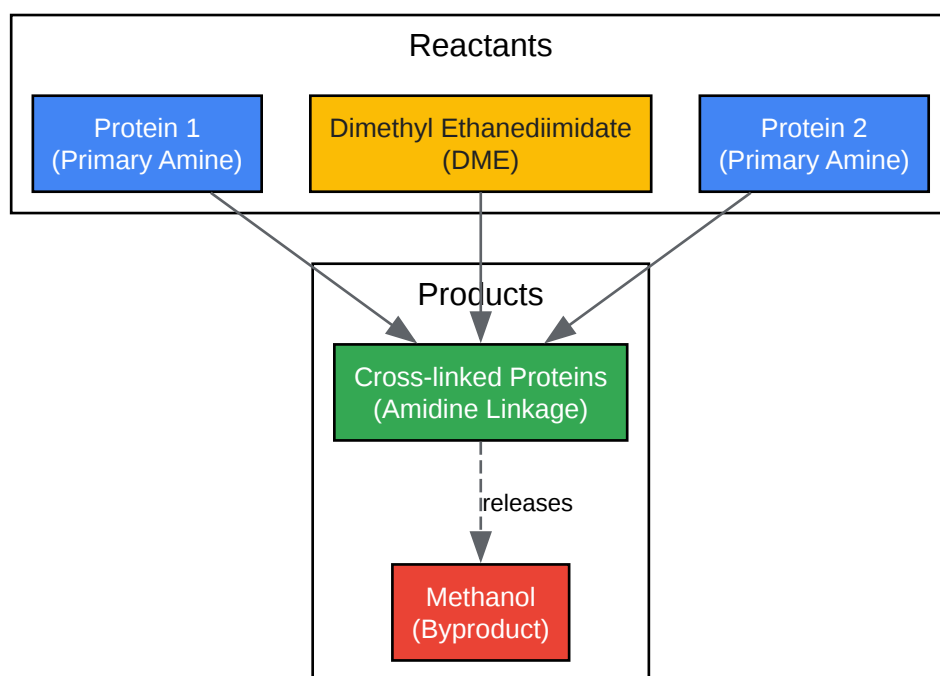 Reactants
Protein 1
(Primary Amine)
Dimethyl Ethanediimidate
(DME)
Protein 2
(Primary Amine)
Products
Cross-linked Proteins
(Amidine Linkage)
releases
Methanol
(Byproduct)